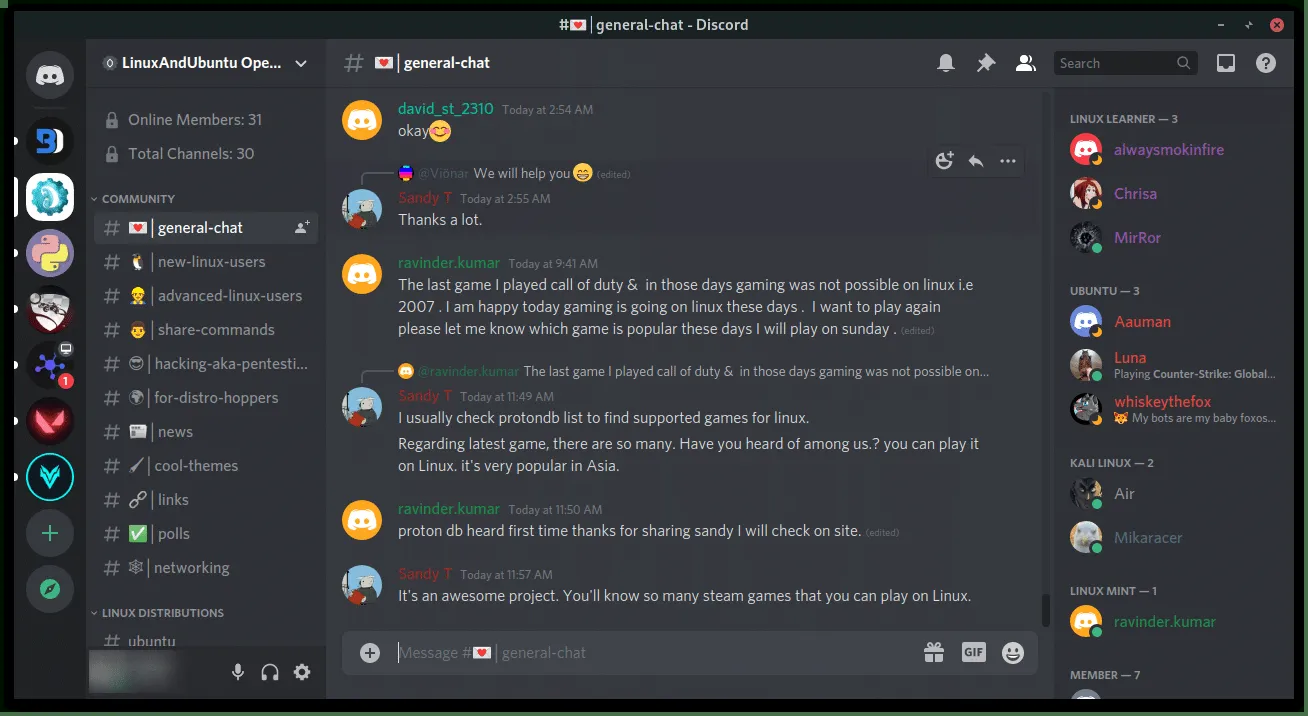 #💌 | general-chat - Discord
LinuxAndUbuntu Ope...
Online Members: 31
Total Channels: 30
COMMUNITY
# 💌 | general-chat
# 🐧 | new-linux-users
# 👷 | advanced-linux-users
# 👨 | share-commands
# 😎 | hacking-aka-pentesti...
# 🌍 | for-distro-hoppers
# 📰 | news
# 🖌 | cool-themes
# 🔗 | links
# ✅ | polls
# 🕸 | networking
LINUX DISTRIBUTIONS
# ubuntu
1
# 💌 | general-chat
Search
david_st_2310 Today at 2:54 AM
okay😊
@Viônar We will help you😄 (edited)
Sandy T Today at 2:55 AM
Thanks a lot.
ravinder.kumar Today at 9:41 AM
The last game I played call of duty &  in those days gaming was not possible on linux i.e
2007 . I am happy today gaming is going on linux these days .  I want to play again
please let me know which game is popular these days I will play on sunday . (edited)
@ravinder.kumar The last game I played call of duty &  in those days gaming was not possible on...
Sandy T Today at 11:49 AM
I usually check protondb list to find supported games for linux.
Regarding latest game, there are so many. Have you heard of among us.? you can play it
on Linux. it's very popular in Asia.
ravinder.kumar Today at 11:50 AM
proton db heard first time thanks for sharing sandy I will check on site. (edited)
Sandy T Today at 11:57 AM
It's an awesome project. You'll know so many steam games that you can play on Linux.
Message #💌 | general-chat
GIF
LINUX LEARNER — 3
alwaysmokinfire
Chrisa
MirRor
UBUNTU — 3
Aauman
Luna
Playing Counter-Strike: Global...
whiskeythefox
🦊 My bots are my baby foxos...
KALI LINUX — 2
Air
Mikaracer
LINUX MINT — 1
ravinder.kumar
MEMBER — 7